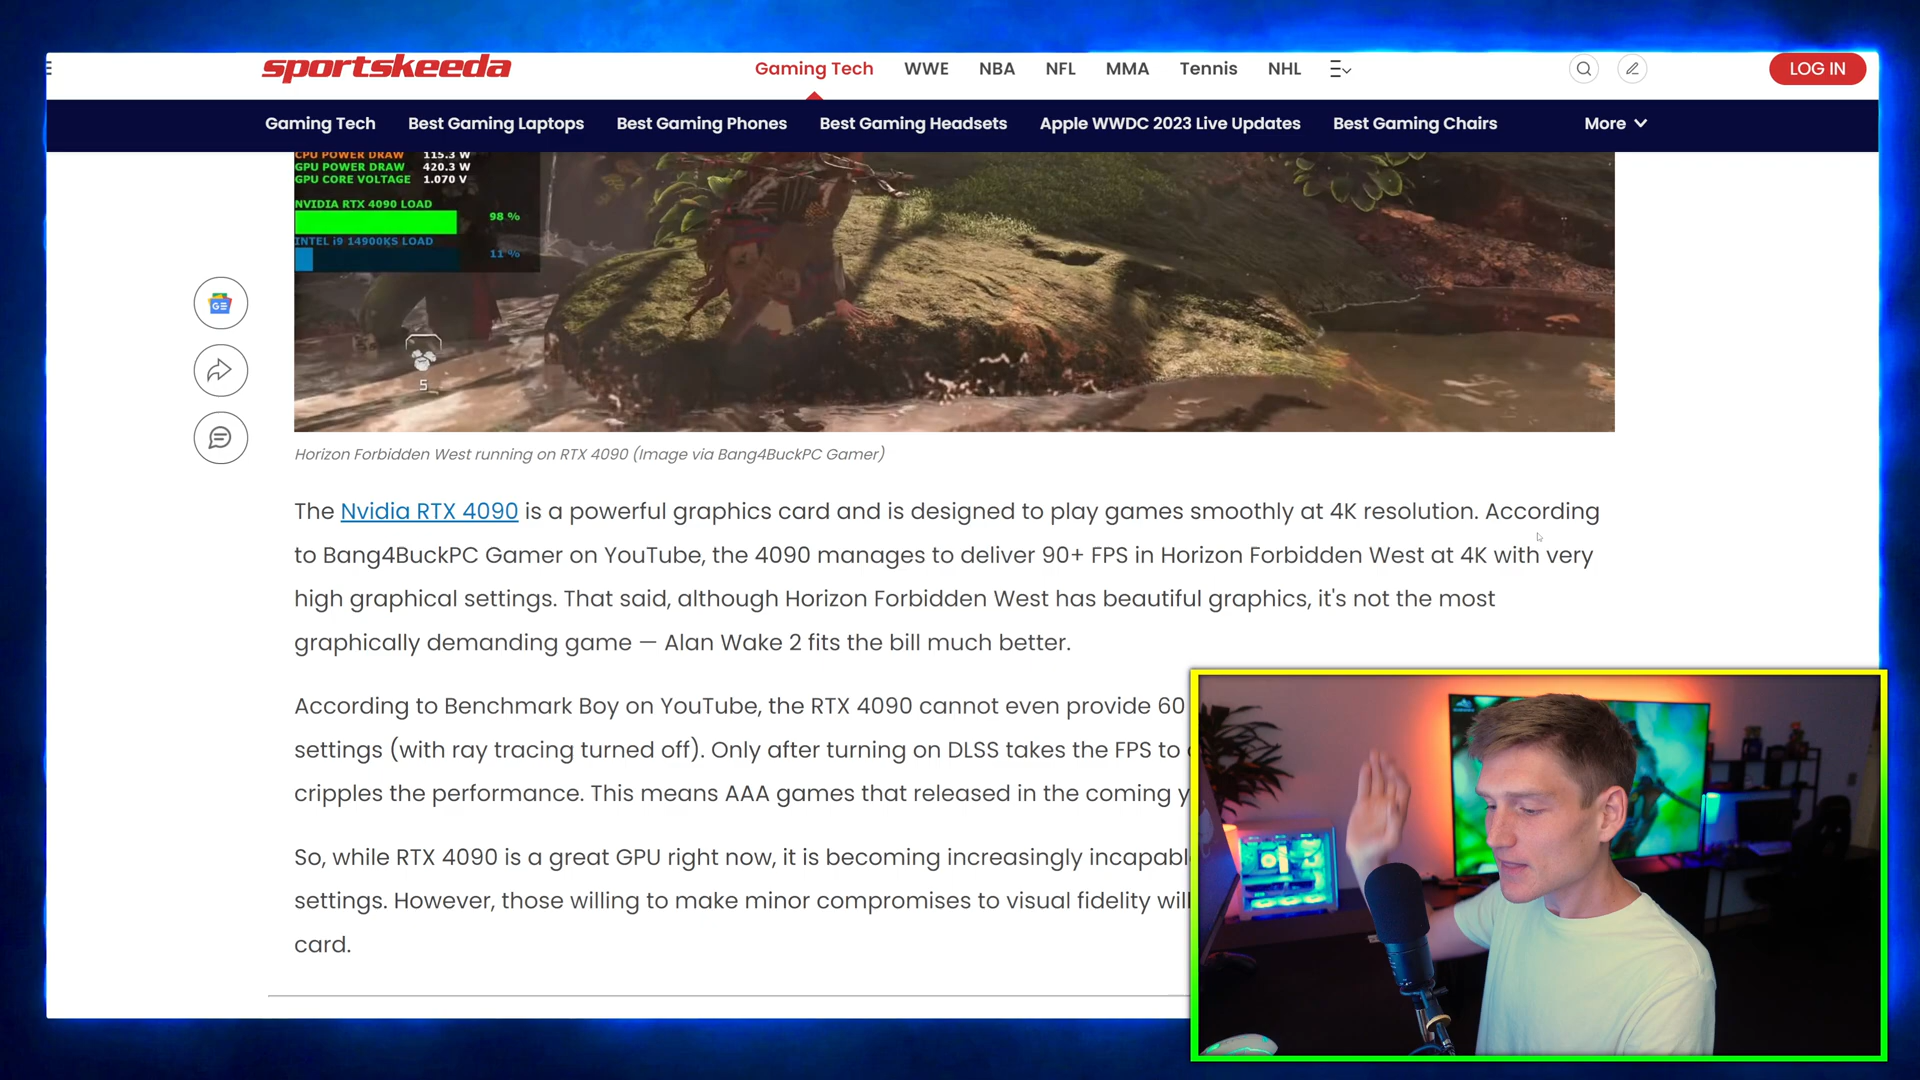 sportskeeda
Gaming Tech WWE NBA NFL MMA Tennis NHL
LOG IN
Gaming Tech Best Gaming Laptops Best Gaming Phones Best Gaming Headsets Apple WWDC 2023 Live Updates Best Gaming Chairs More
CPU POWER DRAW 115.3 W
GPU POWER DRAW 420.3 W
GPU CORE VOLTAGE 1.070 V
NVIDIA RTX 4090 LOAD
98 %
INTEL i9 14900KS LOAD
11 %
5
Horizon Forbidden West running on RTX 4090 (Image via Bang4BuckPC Gamer)
The Nvidia RTX 4090 is a powerful graphics card and is designed to play games smoothly at 4K resolution. According
to Bang4BuckPC Gamer on YouTube, the 4090 manages to deliver 90+ FPS in Horizon Forbidden West at 4K with very
high graphical settings. That said, although Horizon Forbidden West has beautiful graphics, it's not the most
graphically demanding game — Alan Wake 2 fits the bill much better.
According to Benchmark Boy on YouTube, the RTX 4090 cannot even provide 60
settings (with ray tracing turned off). Only after turning on DLSS takes the FPS to
cripples the performance. This means AAA games that released in the coming
So, while RTX 4090 is a great GPU right now, it is becoming increasingly
settings. However, those willing to make minor compromises to visual fidelity will
card.